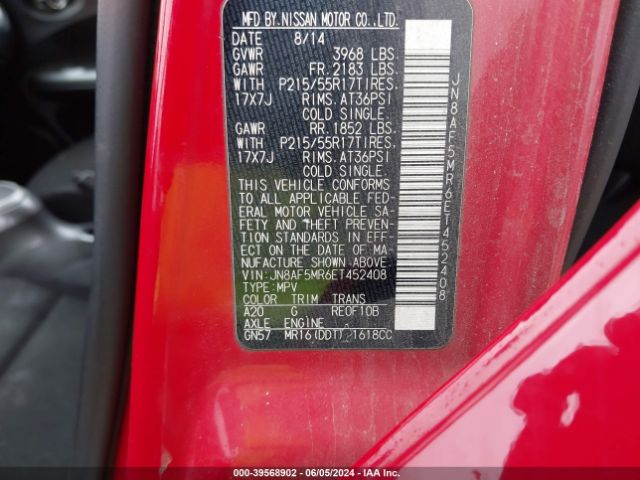 MFD BY. NISSAN MOTOR CO.,LTD.
DATE 8/14
GVWR 3968 LBS.
GAWR FR. 2183 LBS.
WITH P215/55R17TIRES,
17X7J RIMS. AT36PSI
COLD SINGLE
GAWR RR. 1852 LBS.
WITH P215/55R17TIRES,
17X7J RIMS. AT36PSI
COLD SINGLE
THIS VEHICLE CONFORMS
TO ALL APPLICABLE FED-
ERAL MOTOR VEHICLE SA-
FETY AND THEFT PREVEN-
TION STANDARDS IN EFF-
ECT ON THE DATE OF MA-
NUFACTURE SHOWN ABOVE.
VIN: JN8AF5MR6ET452408
TYPE: MPV
COLOR TRIM TRANS
A20 G RE0F10B
AXLE ENGINE
GN57 MR16(DDT) 1618CC
JN8AF5MR6ET452408
000-39568902 - 06/05/2024 - IAA Inc.